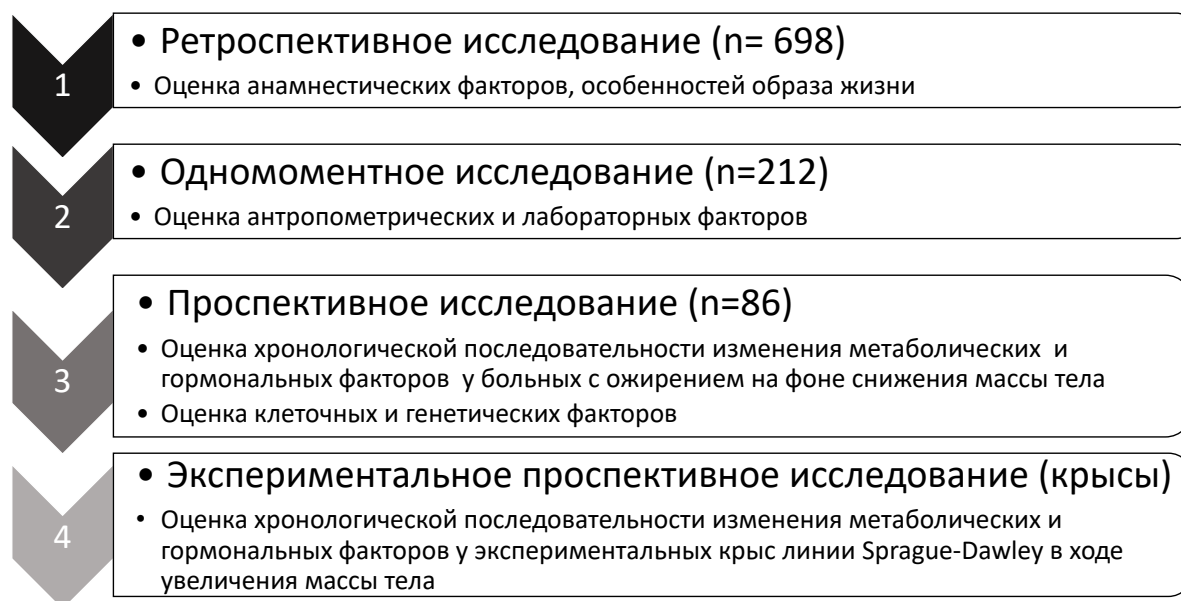 1
• Ретроспективное исследование (n= 698)
• Оценка анамнестических факторов, особенностей образа жизни
2
• Одномоментное исследование (n=212)
• Оценка антропометрических и лабораторных факторов
3
• Проспективное исследование (n=86)
• Оценка хронологической последовательности изменения метаболических и
гормональных факторов у больных с ожирением на фоне снижения массы тела
• Оценка клеточных и генетических факторов
4
• Экспериментальное проспективное исследование (крысы)
• Оценка хронологической последовательности изменения метаболических и
гормональных факторов у экспериментальных крыс линии Sprague-Dawley в ходе
увеличения массы тела